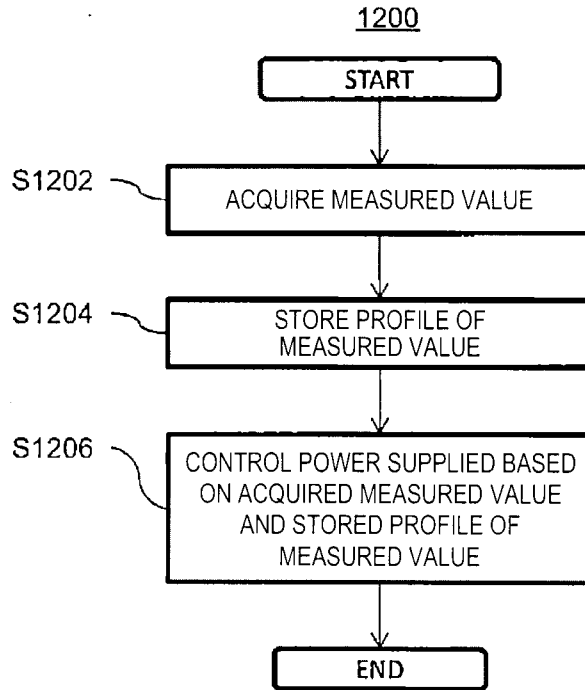 1200
START
S1202
ACQUIRE MEASURED VALUE
S1204
STORE PROFILE OF
MEASURED VALUE
S1206
CONTROL POWER SUPPLIED BASED
ON ACQUIRED MEASURED VALUE
AND STORED PROFILE OF
MEASURED VALUE
END